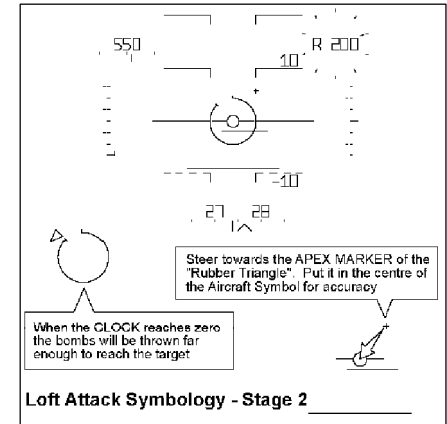 550
R 200
10
-10
27 28
Steer towards the APEX MARKER of the
"Rubber Triangle". Put it in the centre of
the Aircraft Symbol for accuracy
When the CLOCK reaches zero
the bombs will be thrown far
enough to reach the target
Loft Attack Symbology - Stage 2